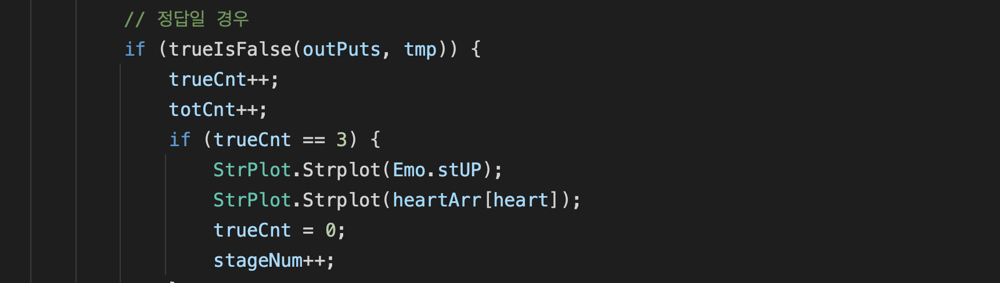 // 정답일 경우
if (trueIsFalse(outPuts, tmp)) {
trueCnt++;
totCnt++;
if (trueCnt == 3) {
StrPlot.Strplot(Emo.stUP);
StrPlot.Strplot(heartArr[heart]);
trueCnt = 0;
stageNum++;